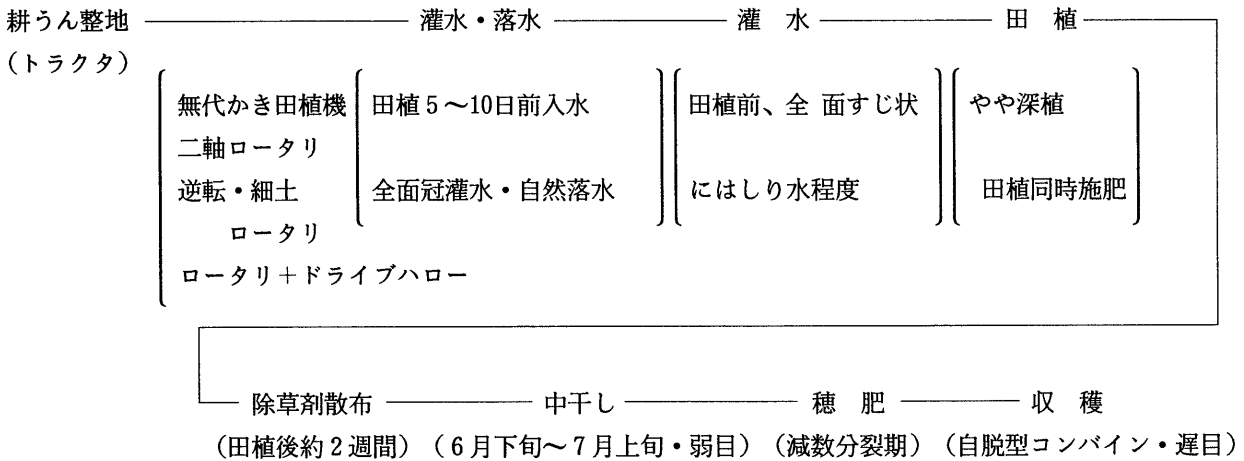 耕うん整地 灌水・落水 灌 水 田 植
(トラクタ)
無代かき田植機 田植5~10日前入水 田植前、全 面すじ状 やや深植
二軸ロータリ
逆転・細土 全面冠灌水・自然落水 にはしり水程度 田植同時施肥
ロータリ
ロータリ+ドライブハロー
除草剤散布 中干し 穂 肥 収 穫
(田植後約2週間) (6月下旬~7月上旬・弱目) (減数分裂期) (自脱型コンバイン・遅目)